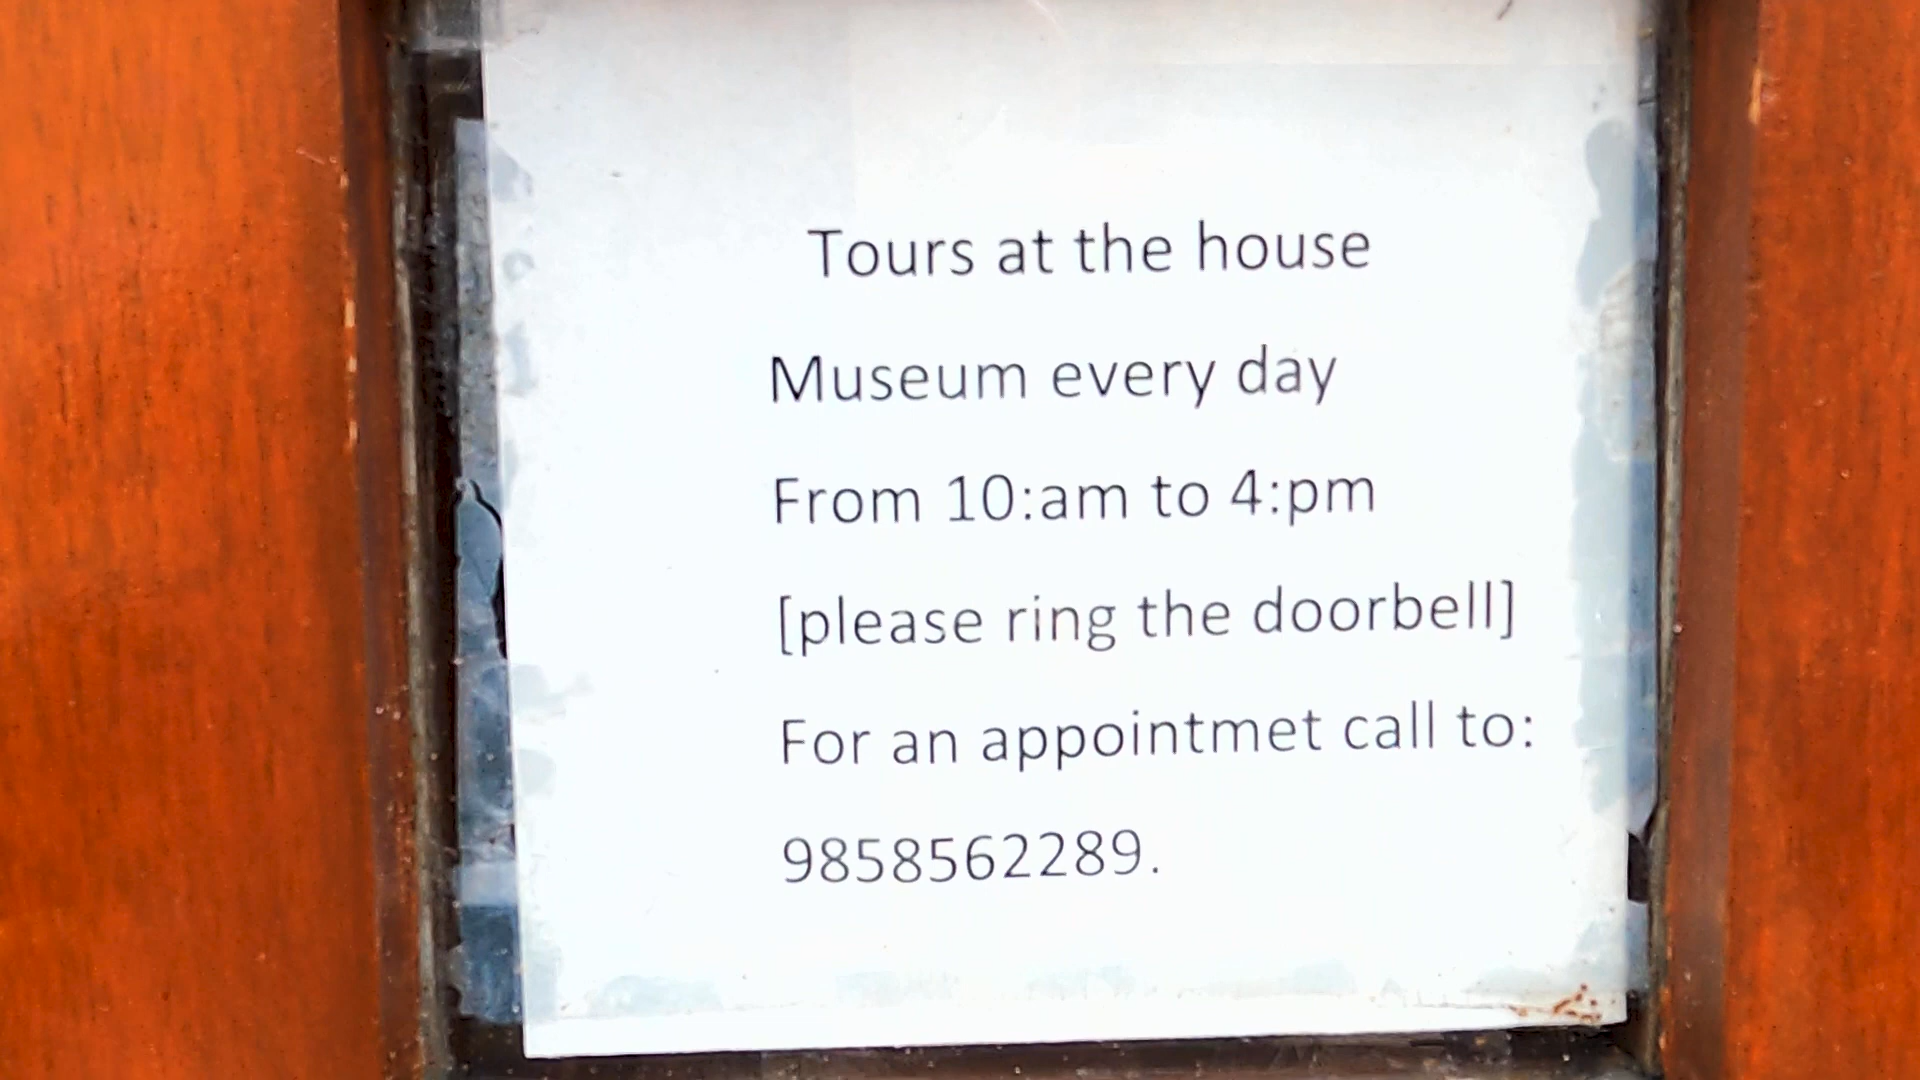 Tours at the house
Museum every day
From 10:am to 4:pm
[please ring the doorbell]
For an appointmet call to:
9858562289.